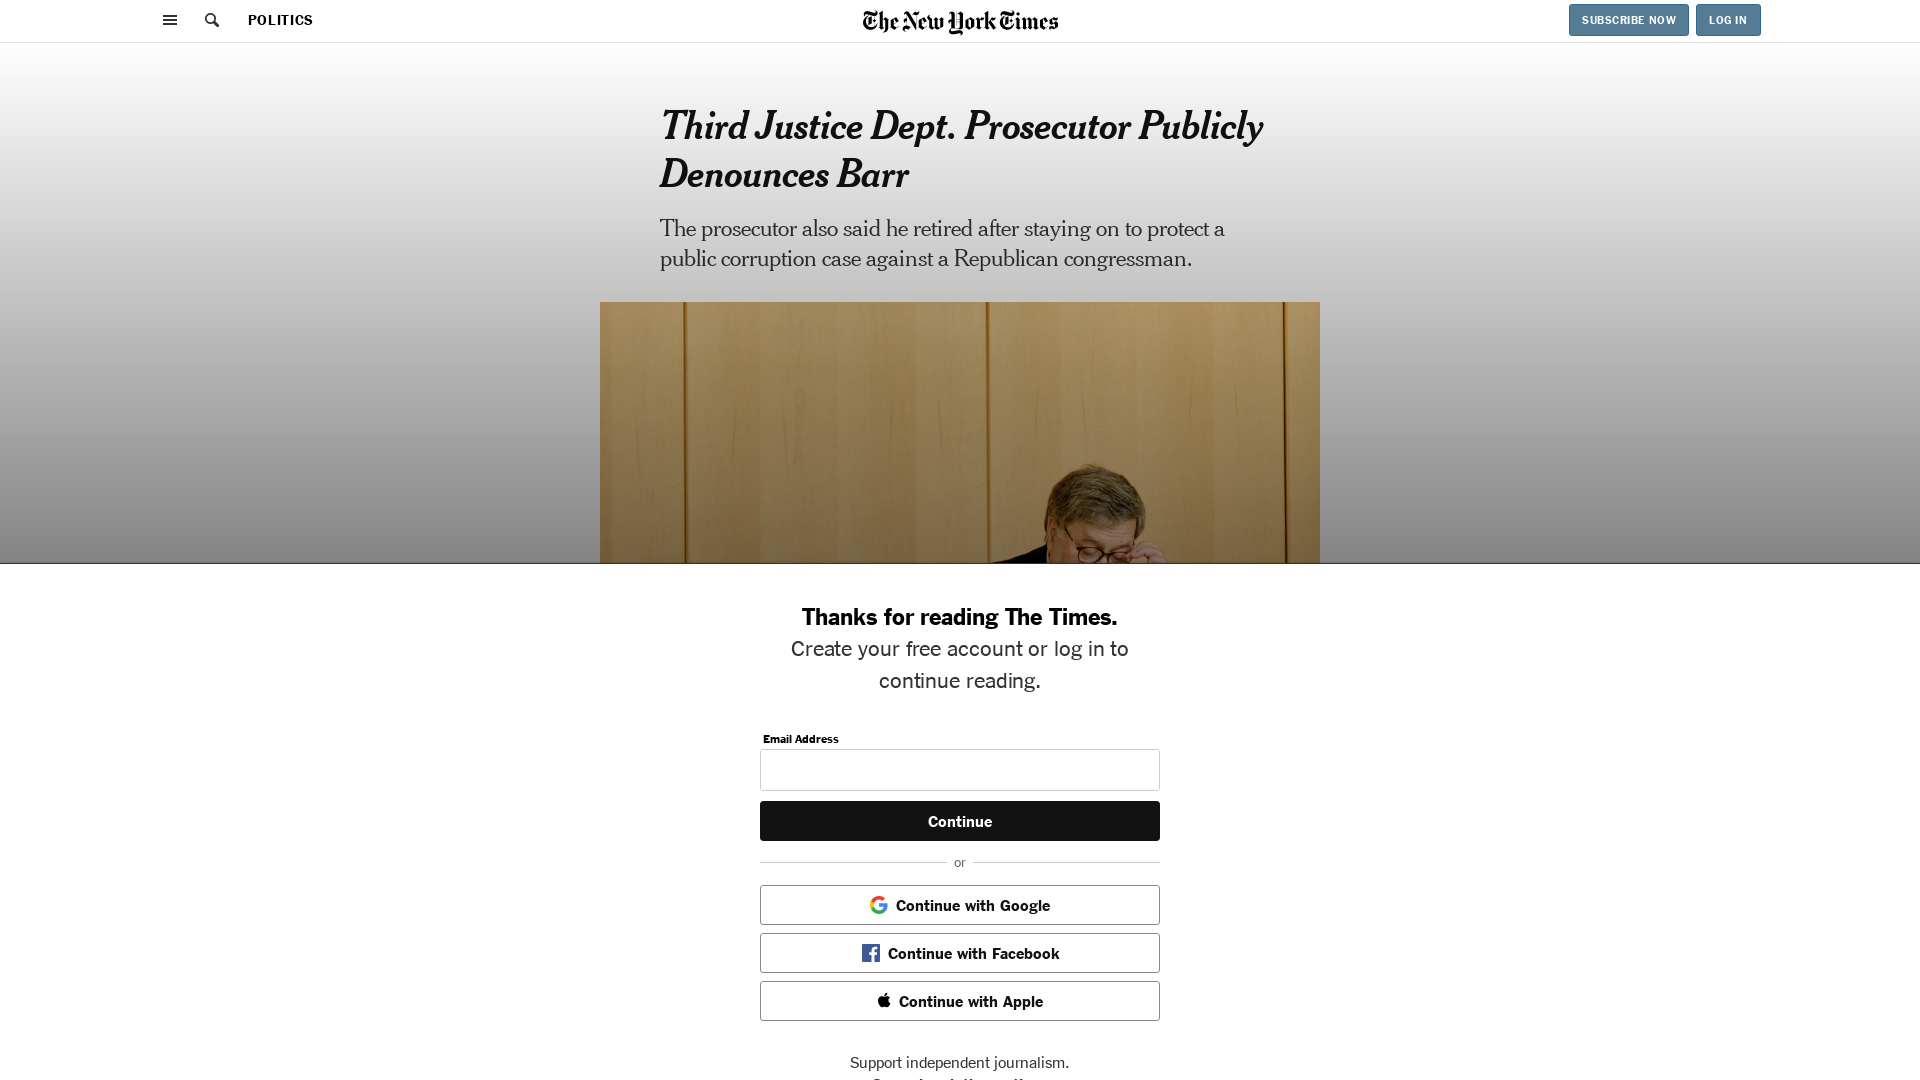 POLITICS
The New York Times
SUBSCRIBE NOW
LOG IN
Third Justice Dept. Prosecutor Publicly
Denounces Barr
The prosecutor also said he retired after staying on to protect a
public corruption case against a Republican congressman.
Thanks for reading The Times.
Create your free account or log in to
continue reading.
Email Address
Continue
or
Continue with Google
Continue with Facebook
Continue with Apple
Support independent journalism.